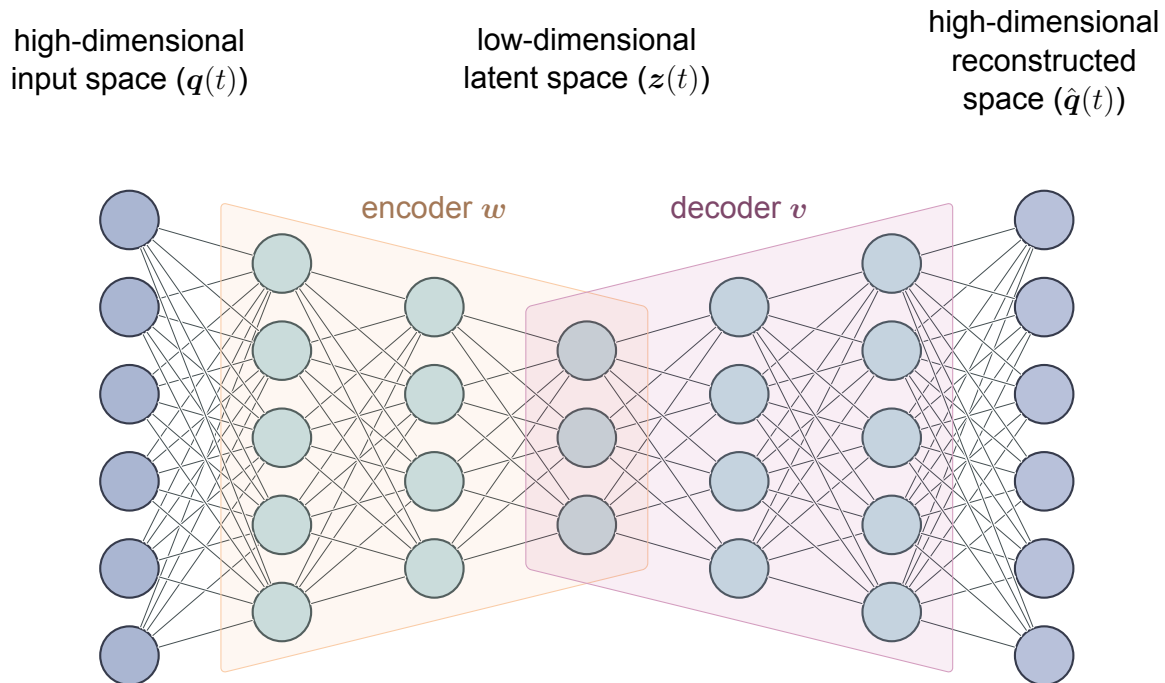 high-dimensional
input space (q(t))
low-dimensional
latent space (z(t))
high-dimensional
reconstructed
space (q̂(t))
encoder w
decoder v